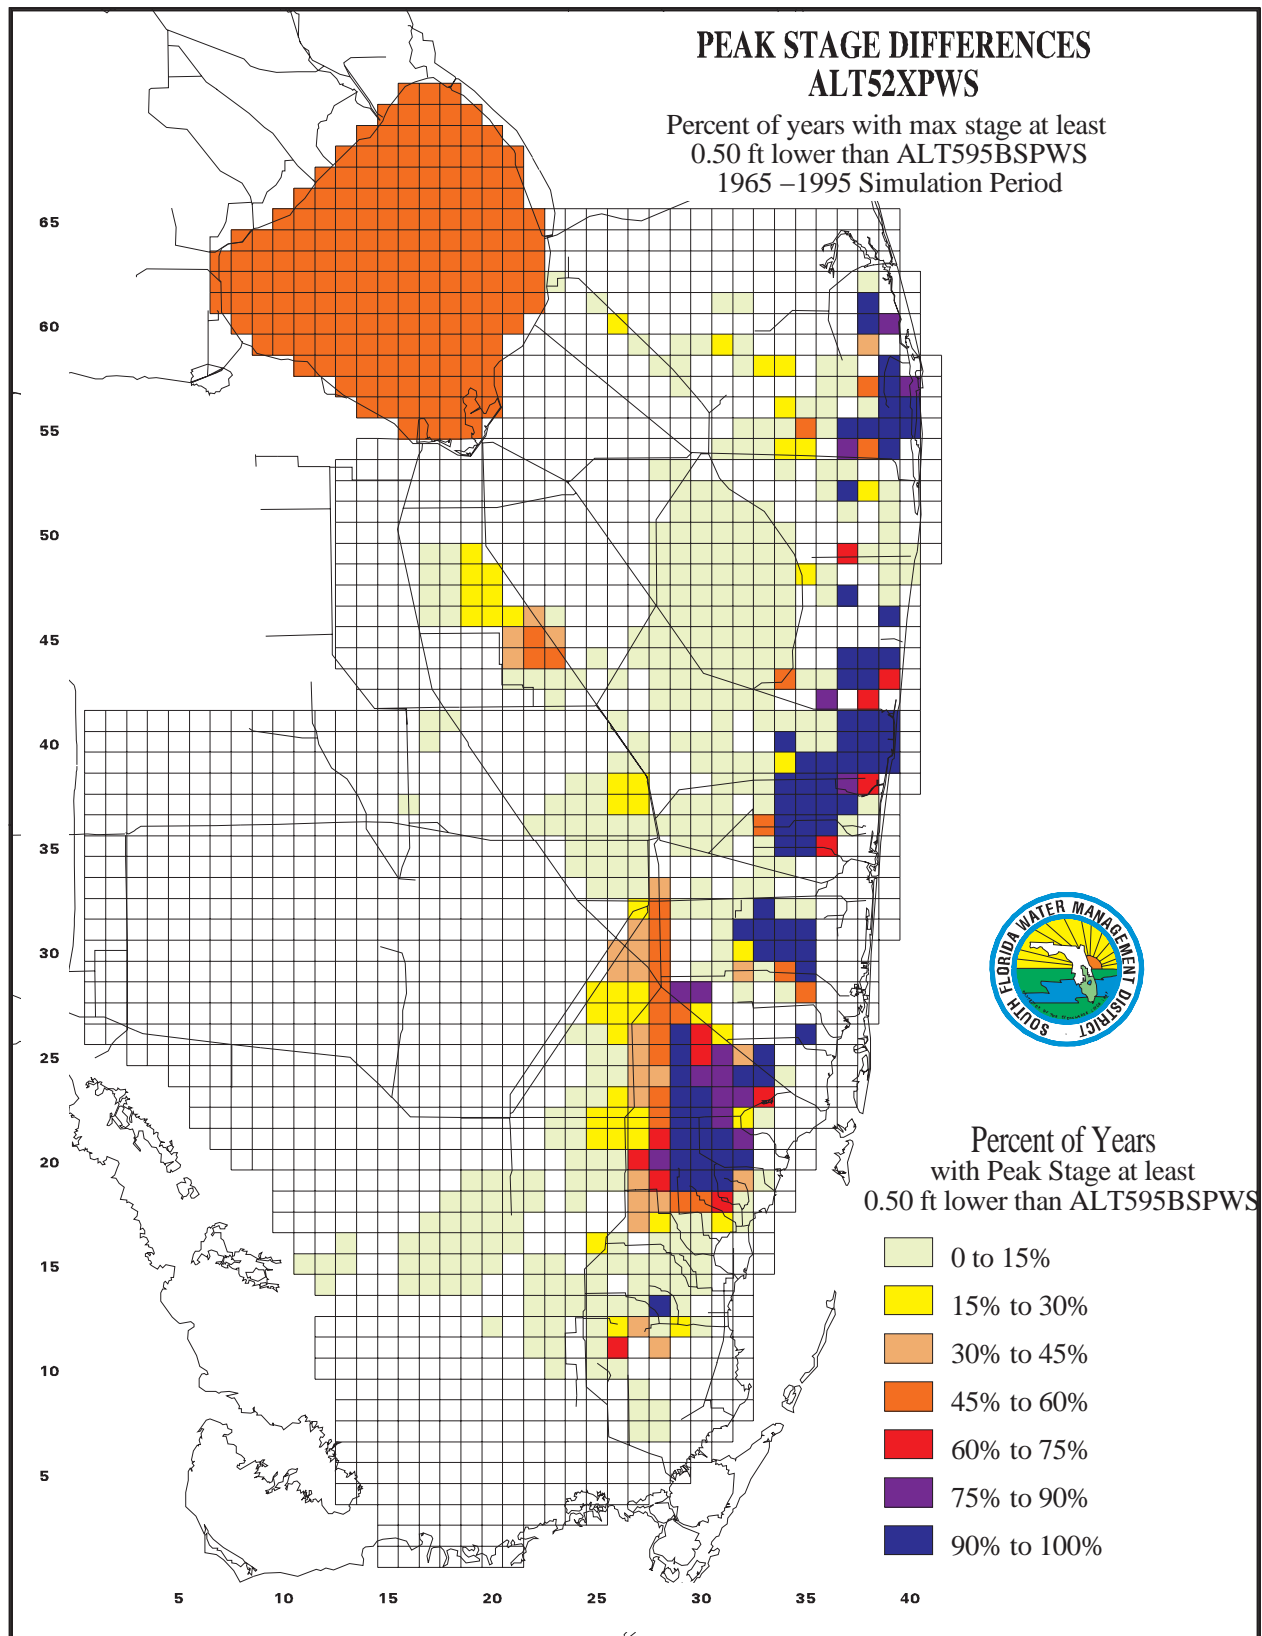 PEAK STAGE DIFFERENCES
ALT52XPWS
Percent of years with max stage at least
0.50 ft lower than ALT595BSPWS
1965 –1995 Simulation Period
65
60
55
50
45
40
35
30
25
20
15
10
5
5 10 15 20 25 30 35 40
SOUTH FLORIDA WATER MANAGEMENT DISTRICT
Percent of Years
with Peak Stage at least
0.50 ft lower than ALT595BSPWS
0 to 15%
15% to 30%
30% to 45%
45% to 60%
60% to 75%
75% to 90%
90% to 100%